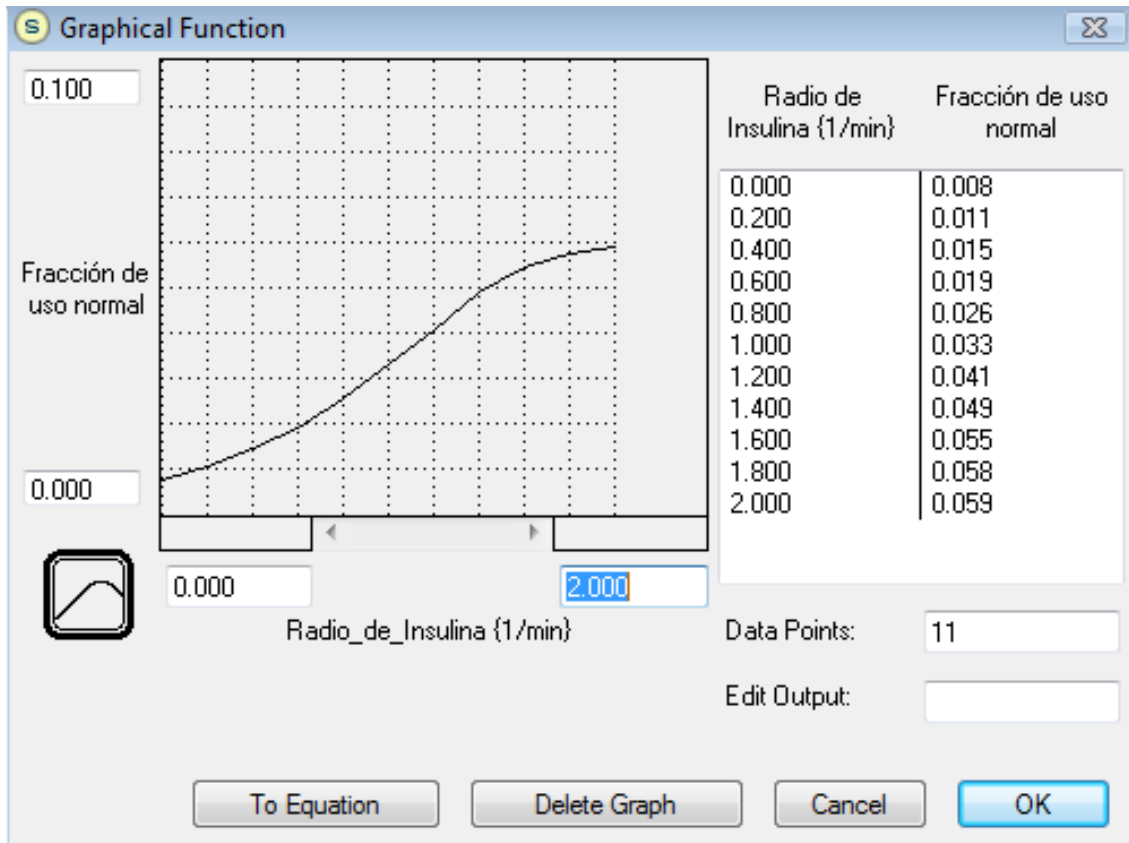 S Graphical Function
0.100
Fracción de
uso normal
0.000
0.000
2.000
Radio_de_Insulina {1/min}
Radio de
Insulina {1/min}
Fracción de uso
normal
0.000 0.008
0.200 0.011
0.400 0.015
0.600 0.019
0.800 0.026
1.000 0.033
1.200 0.041
1.400 0.049
1.600 0.055
1.800 0.058
2.000 0.059
Data Points: 11
Edit Output:
To Equation Delete Graph Cancel OK